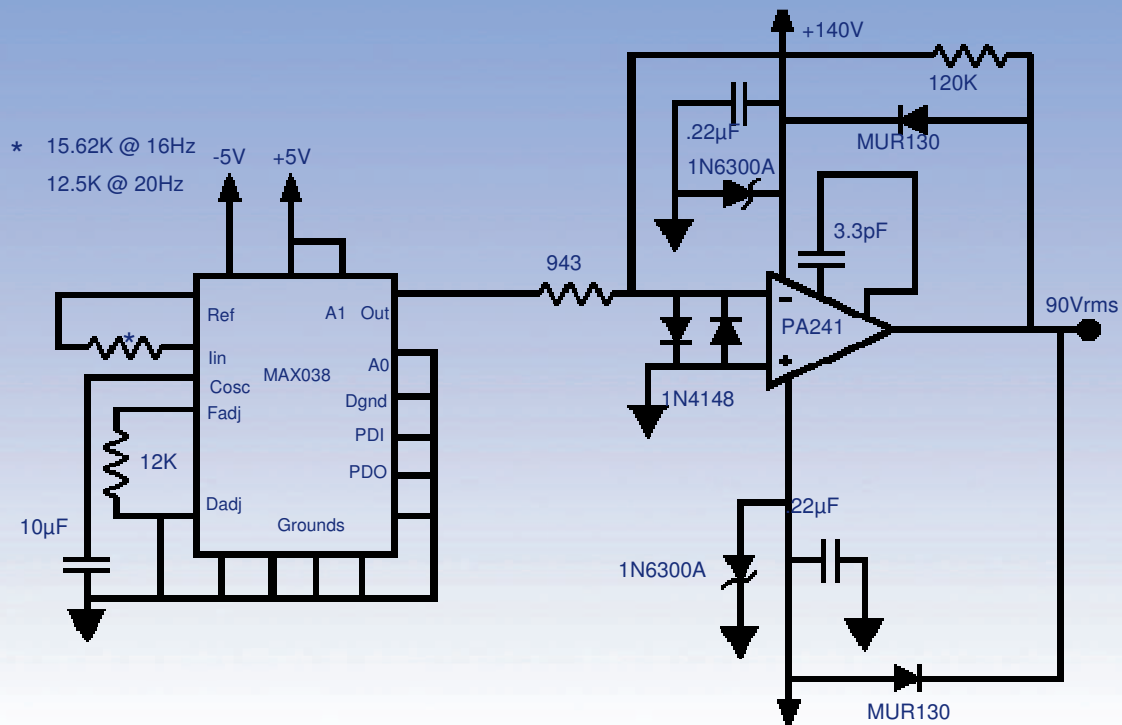 +140V
120K
.22µF
MUR130
* 15.62K @ 16Hz
12.5K @ 20Hz
-5V
+5V
1N6300A
3.3pF
943
Ref
A1
Out
90Vrms
-
PA241
*
Iin
A0
MAX038
Cosc
+
1N4148
Dgnd
Fadj
PDI
12K
PDO
Dadj
10µF
Grounds
.22µF
1N6300A
MUR130